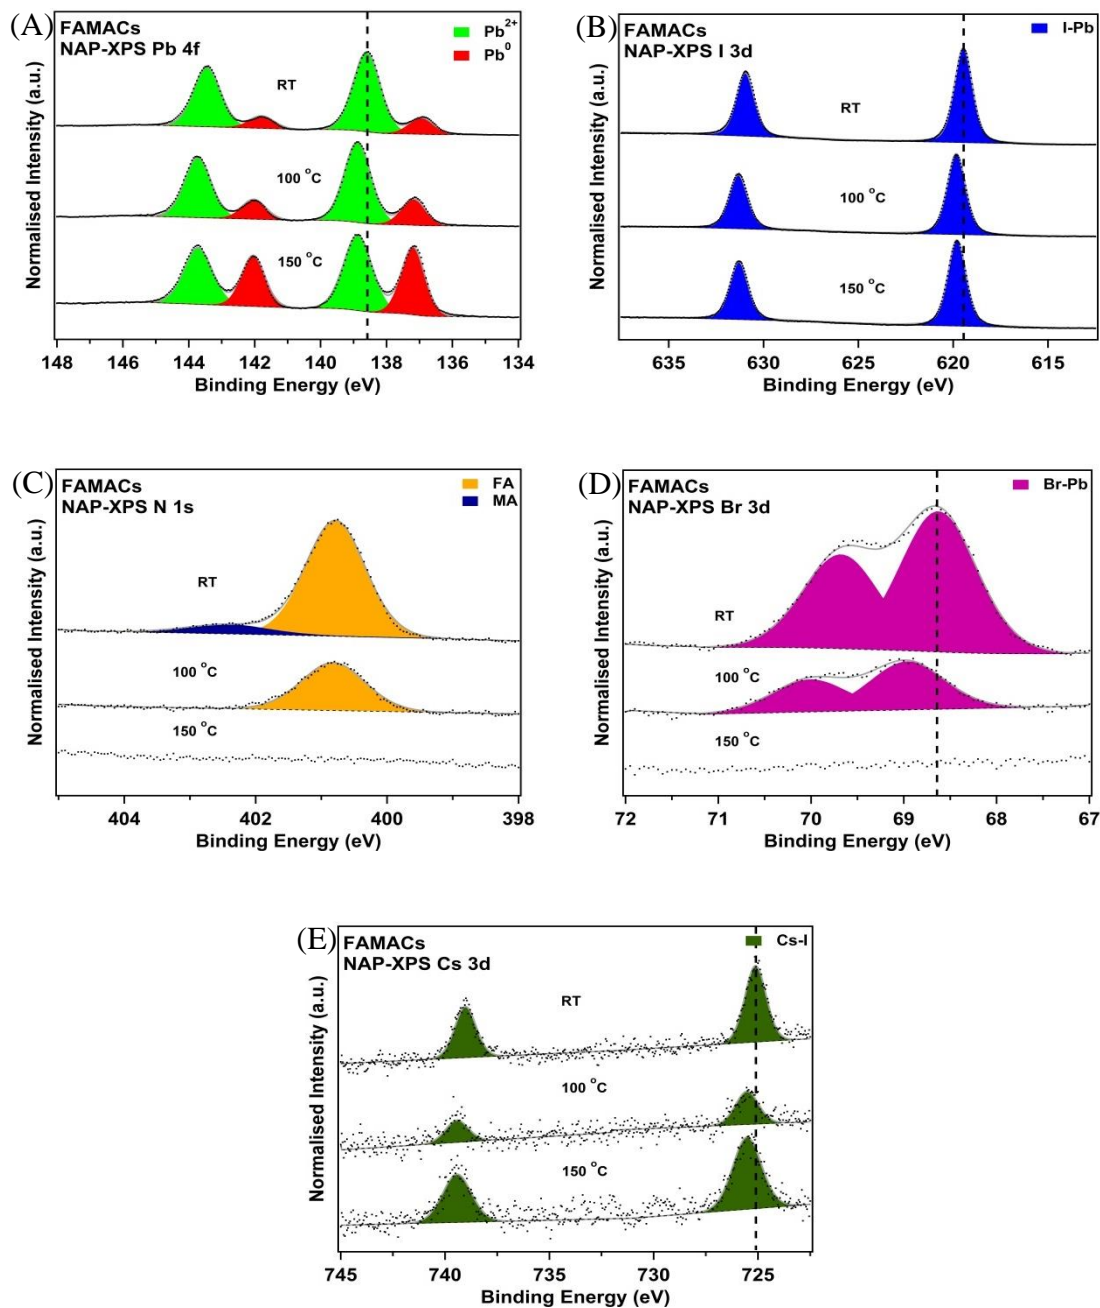 (A)
FAMACs
NAP-XPS Pb 4f
Pb2+
Pb0
RT
100 °C
150 °C
Normalised Intensity (a.u.)
148 146 144 142 140 138 136 134
Binding Energy (eV)
(B)
FAMACs
NAP-XPS I 3d
I-Pb
RT
100 °C
150 °C
Normalised Intensity (a.u.)
635 630 625 620 615
Binding Energy (eV)
(C)
FAMACs
NAP-XPS N 1s
FA
MA
RT
100 °C
150 °C
Normalised Intensity (a.u.)
404 402 400 398
Binding Energy (eV)
(D)
FAMACs
NAP-XPS Br 3d
Br-Pb
RT
100 °C
150 °C
Normalised Intensity (a.u.)
72 71 70 69 68 67
Binding Energy (eV)
(E)
FAMACs
NAP-XPS Cs 3d
Cs-I
RT
100 °C
150 °C
Normalised Intensity (a.u.)
745 740 735 730 725
Binding Energy (eV)